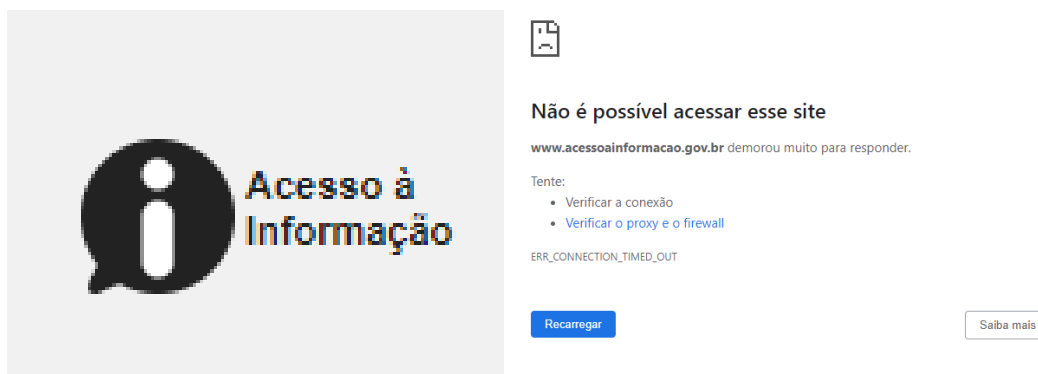 Acesso à
Informação
Não é possível acessar esse site
www.acessoainformacao.gov.br demorou muito para responder.
Tente:
Verificar a conexão
Verificar o proxy e o firewall
ERR_CONNECTION_TIMED_OUT
Recarregar
Saiba mais